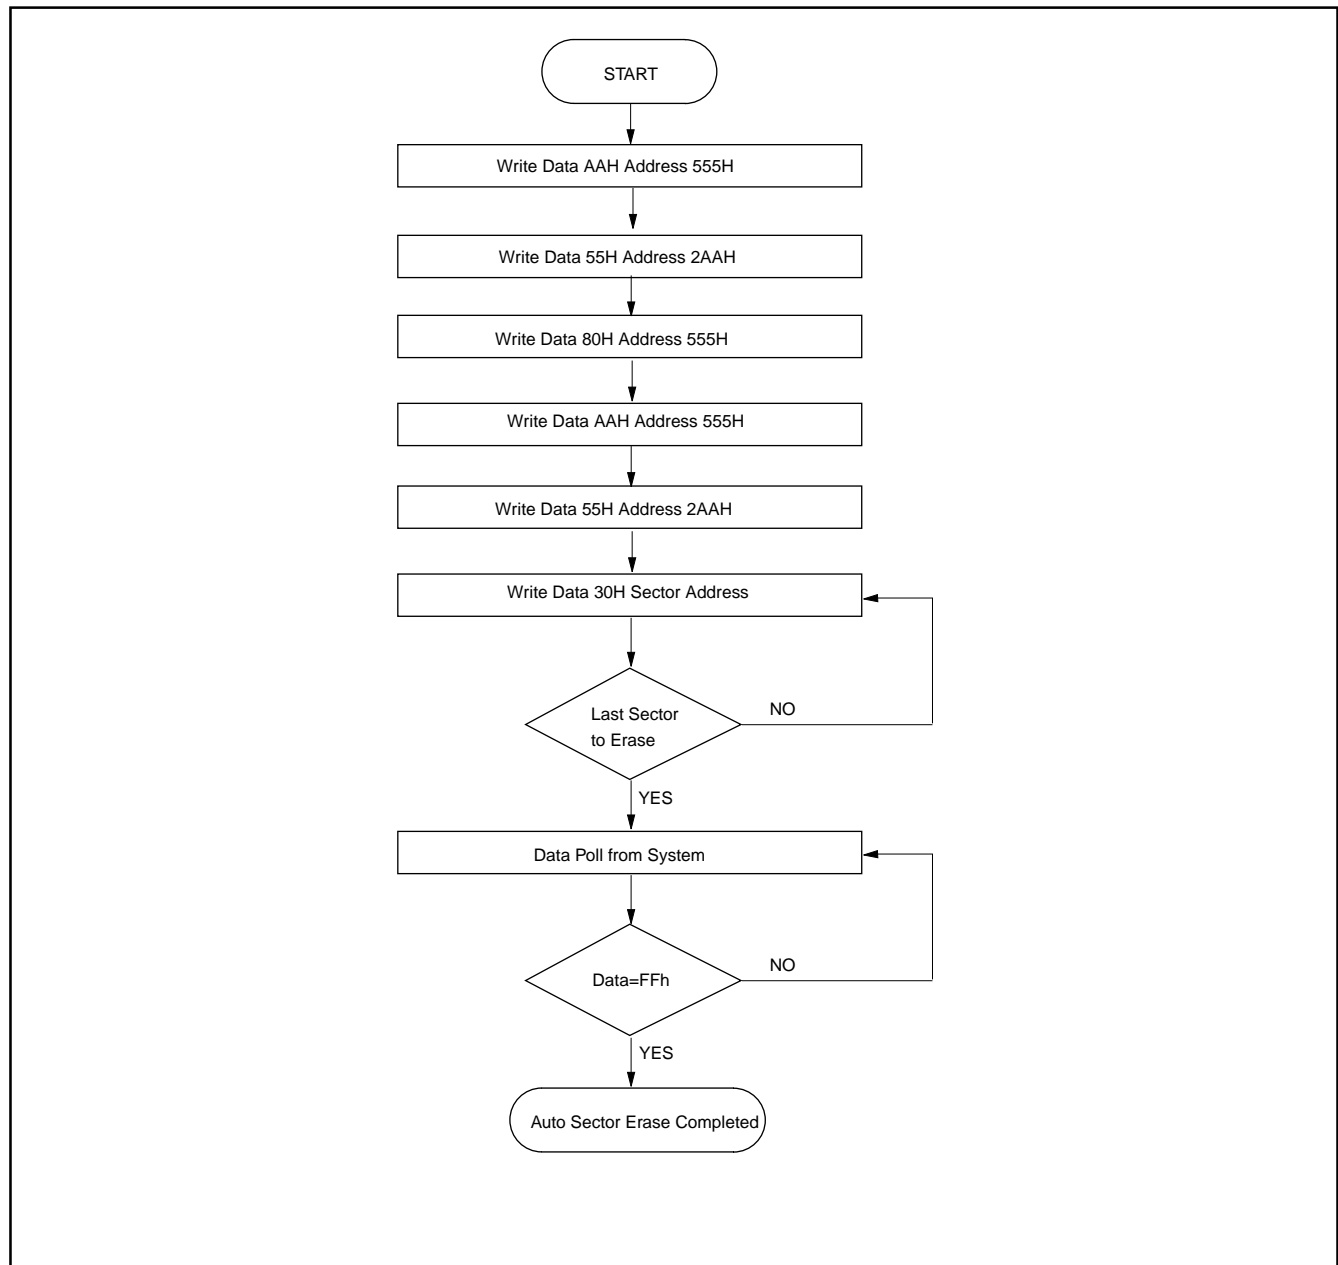 START
Write Data AAH Address 555H
Write Data 55H Address 2AAH
Write Data 80H Address 555H
Write Data AAH Address 555H
Write Data 55H Address 2AAH
Write Data 30H Sector Address
Last Sector
to Erase
NO
YES
Data Poll from System
Data=FFh
NO
YES
Auto Sector Erase Completed